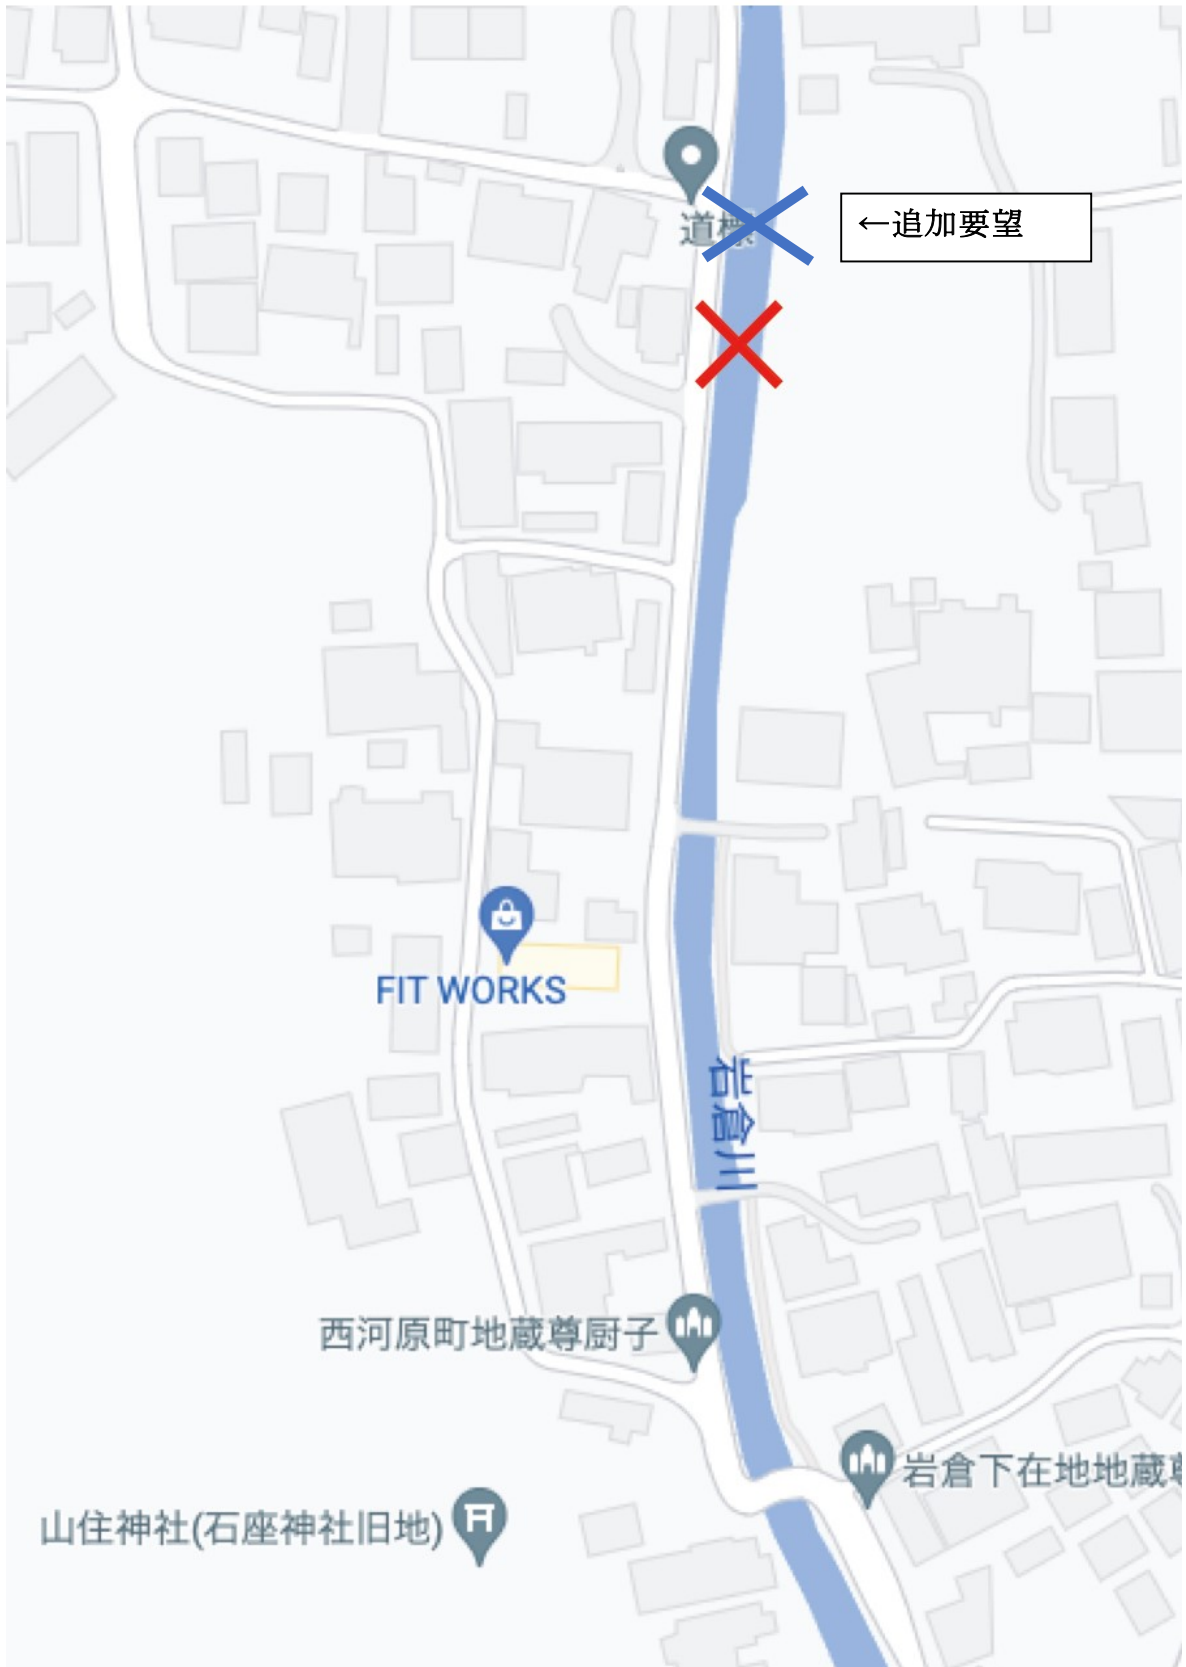 道標
←追加要望
FIT WORKS
岩倉川
西河原町地蔵尊厨子
岩倉下在地地蔵尊
山住神社(石座神社旧地)